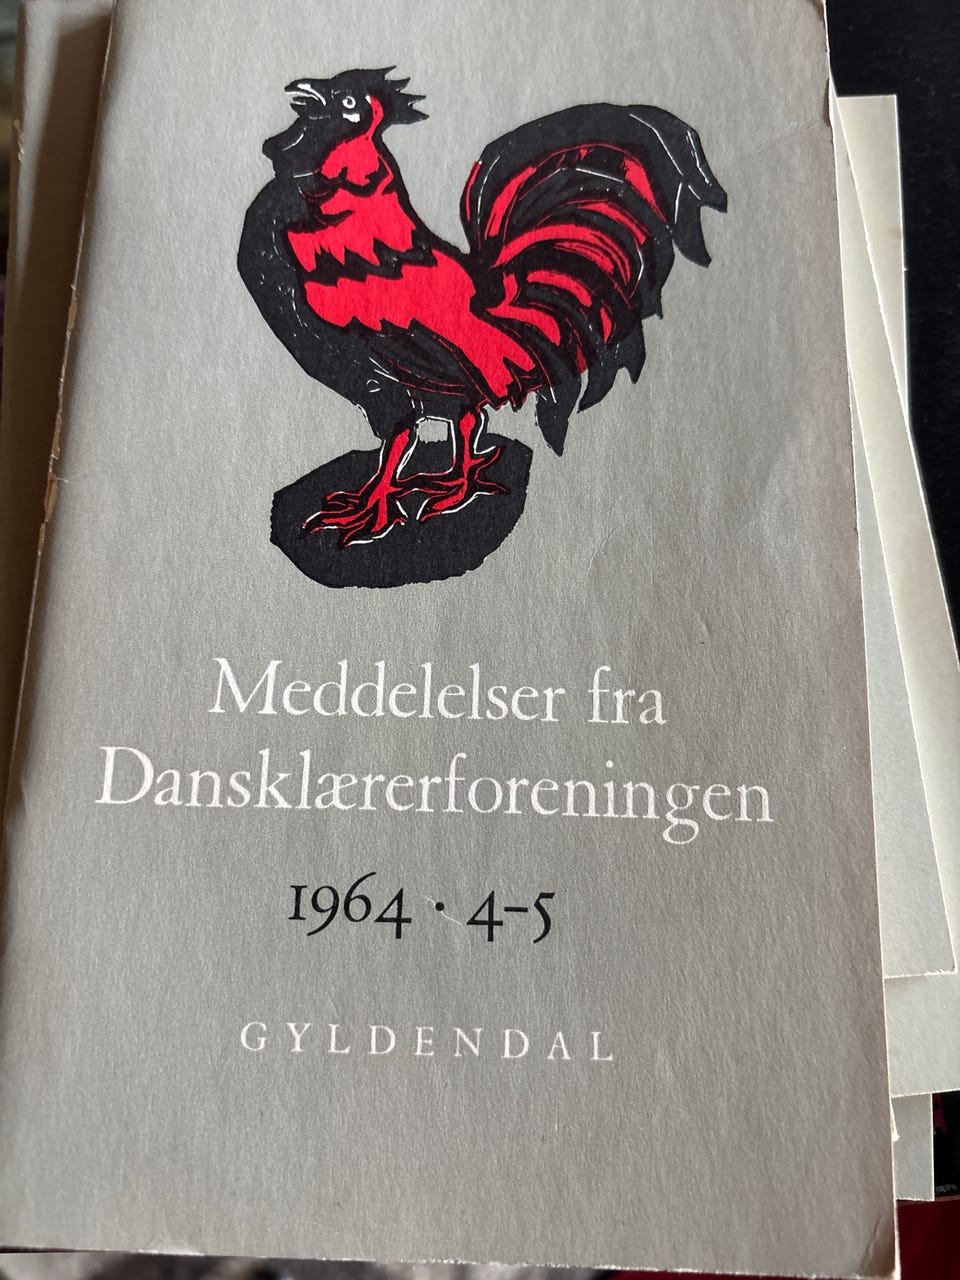 Meddelelser fra
Dansklærerforeningen
1964 · 4-5
GYLDENDAL